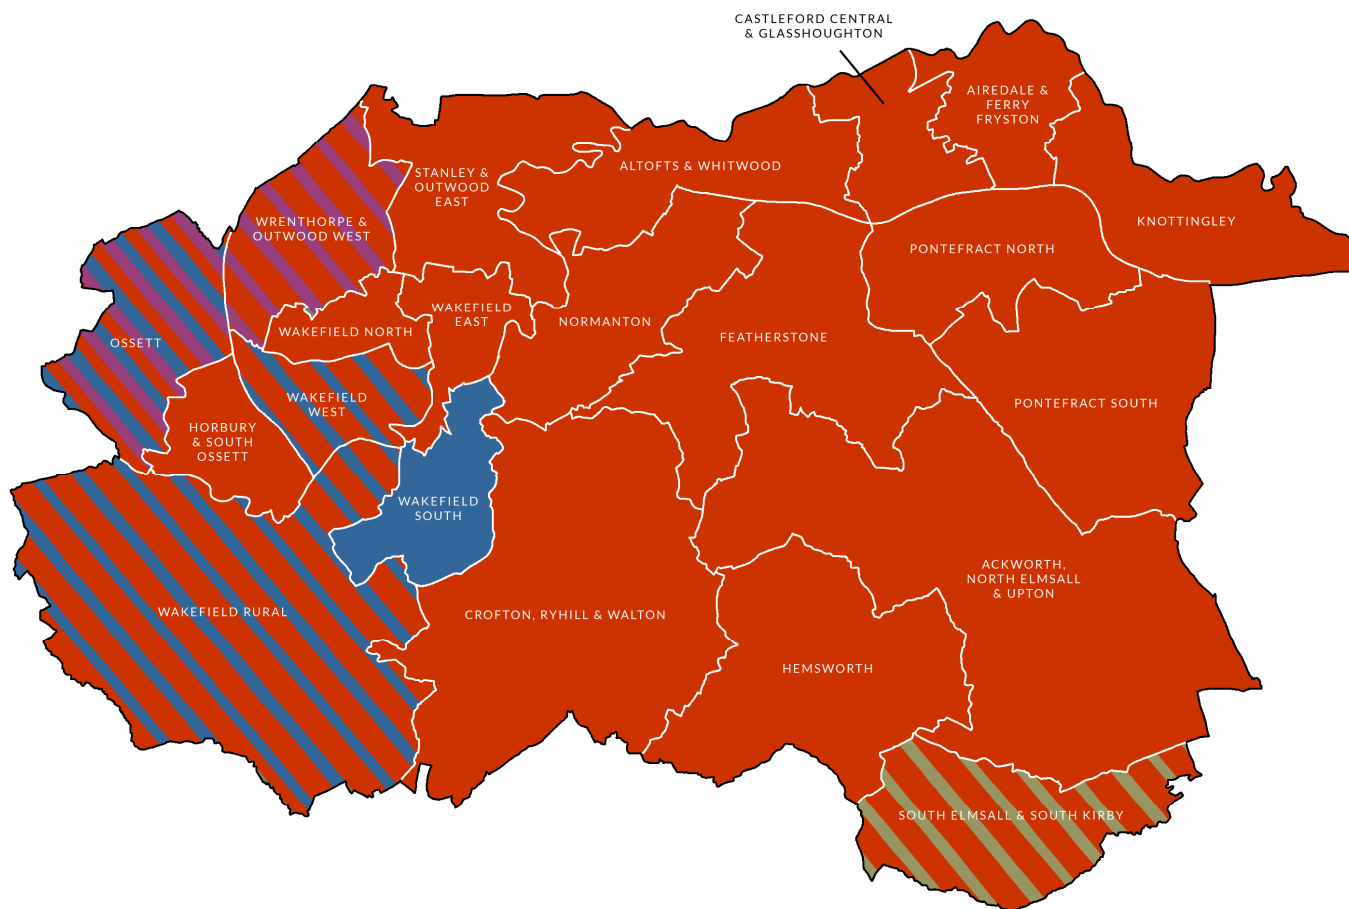 CASTLEFORD CENTRAL
& GLASSHOUGHTON
AIREDALE &
FERRY
FRYSTON
ALTOFTS & WHITWOOD
STANLEY &
OUTWOOD
EAST
WRENTHORPE &
OUTWOOD WEST
KNOTTINGLEY
PONTEFRACT NORTH
WAKEFIELD
EAST
NORMANTON
WAKEFIELD NORTH
FEATHERSTONE
OSSETT
WAKEFIELD
WEST
PONTEFRACT SOUTH
HORBURY
& SOUTH
OSSETT
WAKEFIELD
SOUTH
ACKWORTH,
NORTH ELMSALL
& UPTON
WAKEFIELD RURAL
CROFTON, RYHILL & WALTON
HEMSWORTH
SOUTH ELMSALL & SOUTH KIRBY